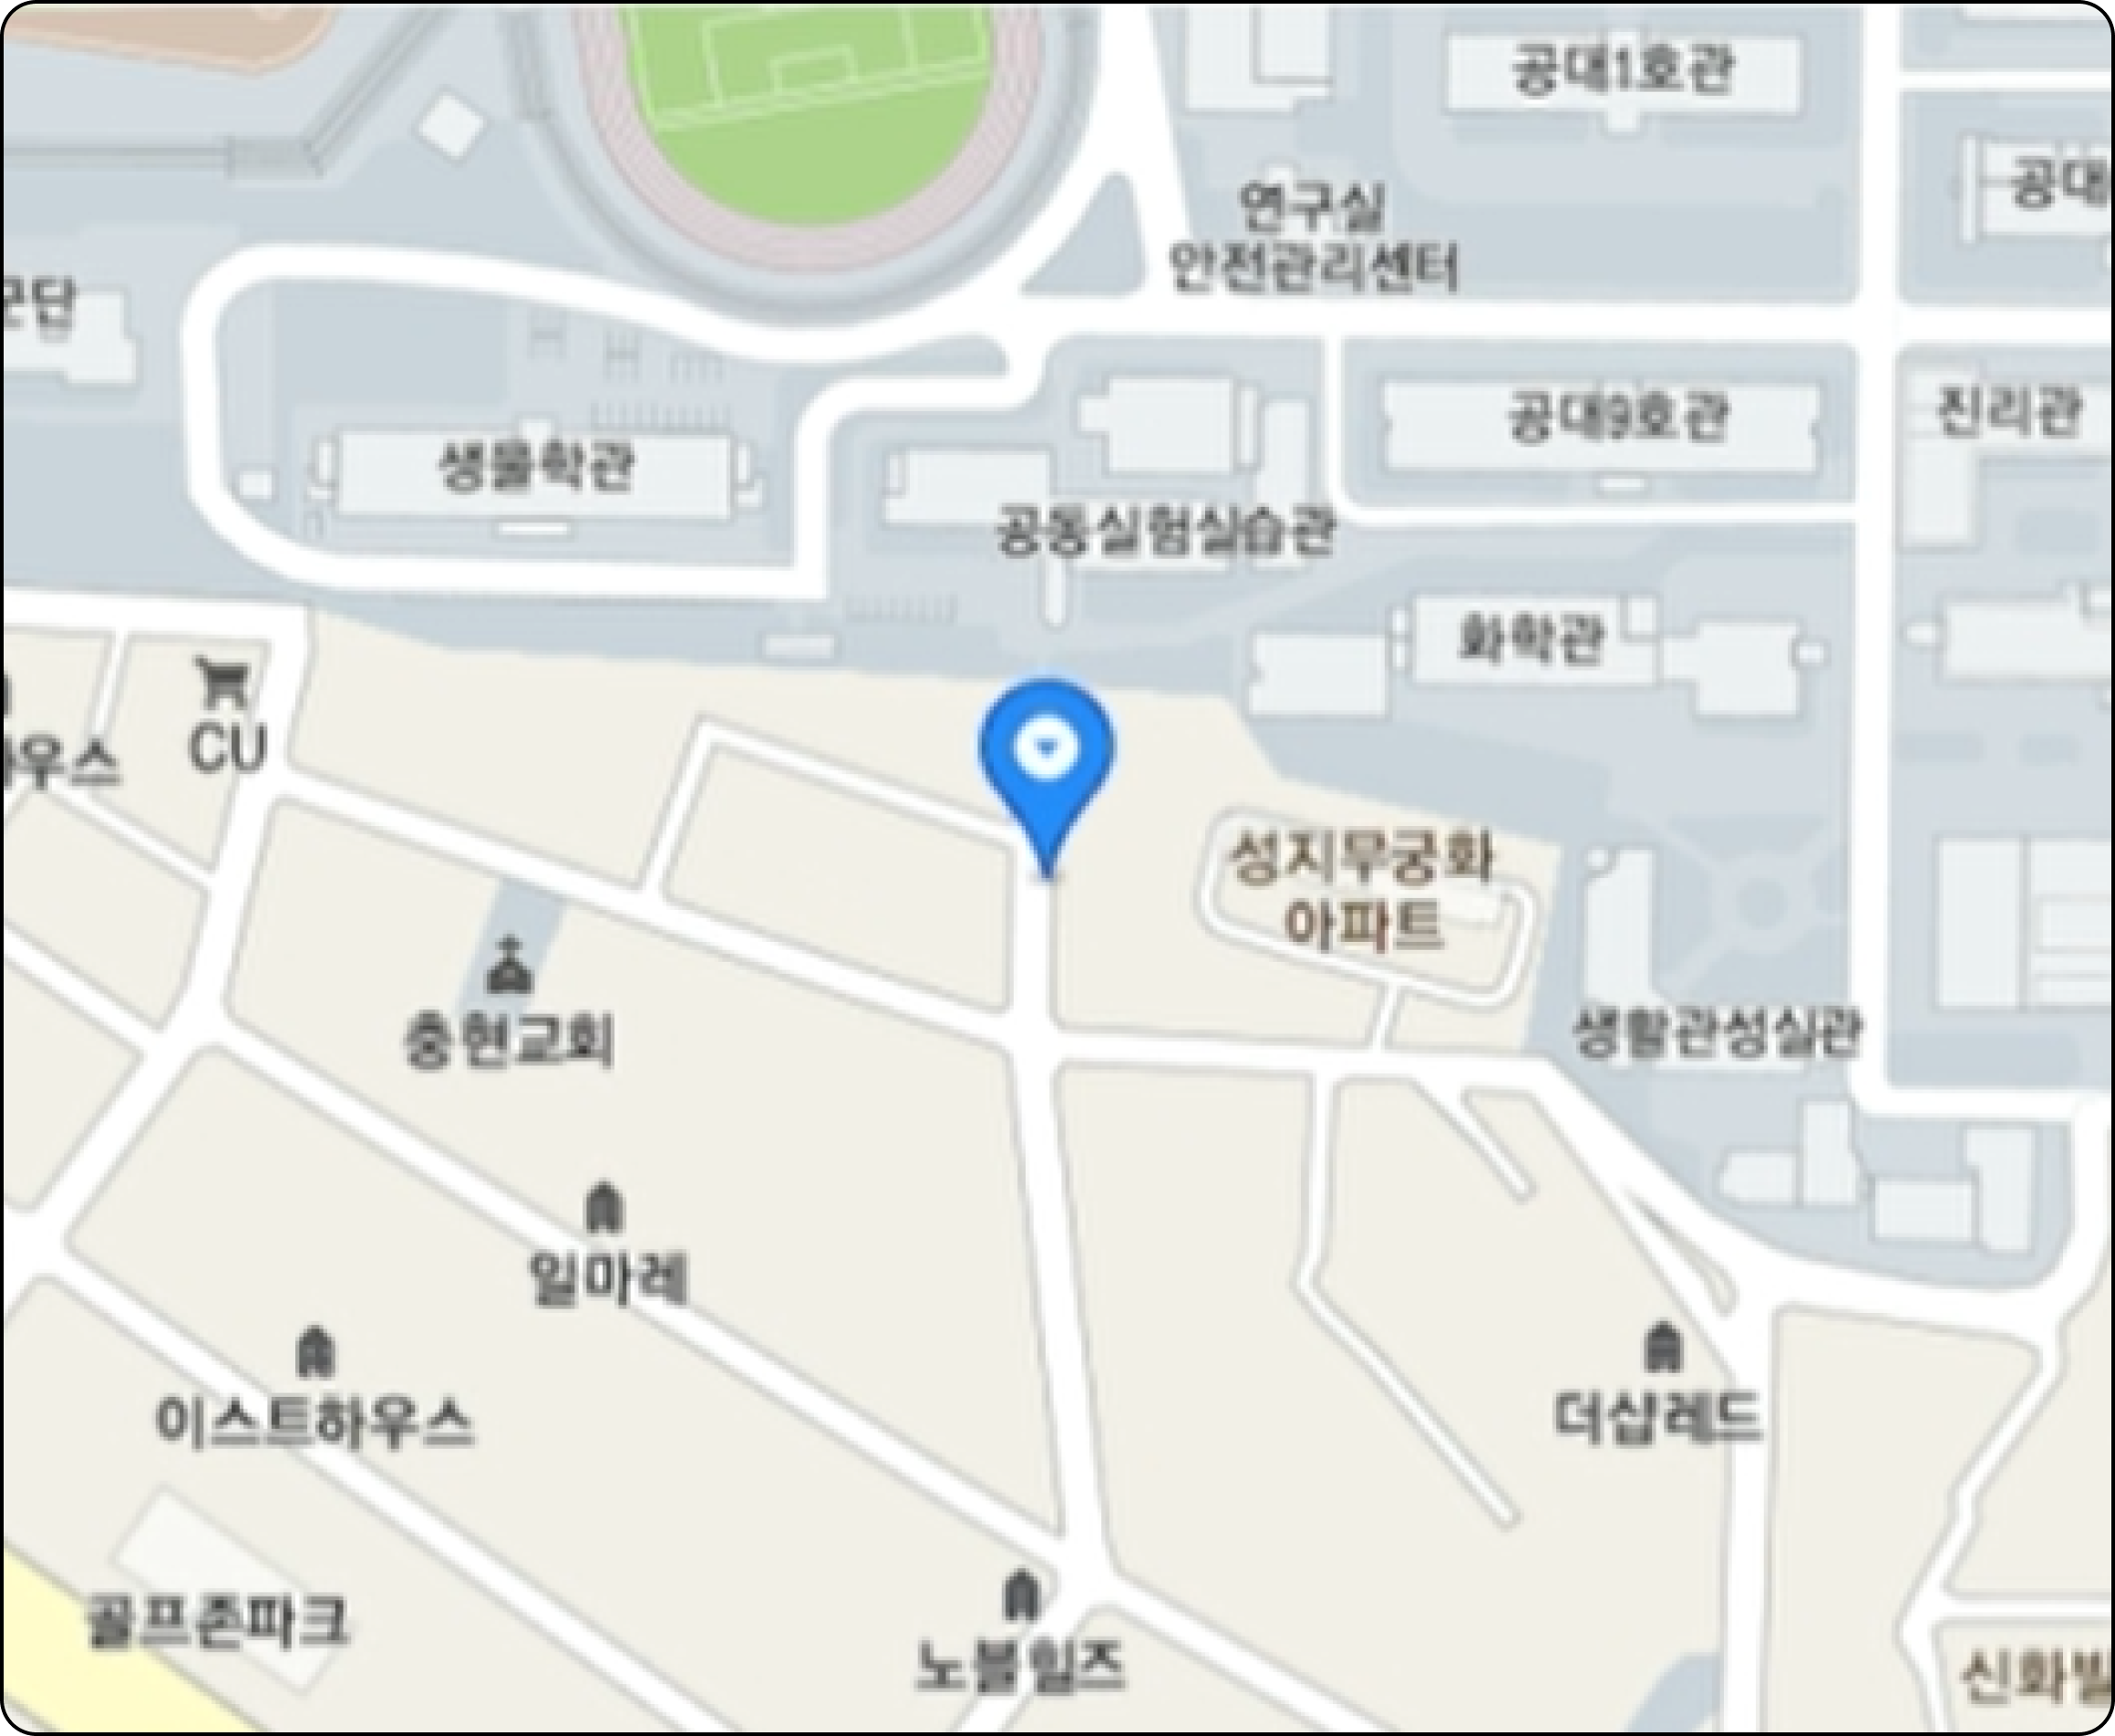 공대1호관
연구실
안전관리센터
공대
모단
공대9호관
진리관
생물학관
공동실험실습관
화학관
CU
하우스
성지무궁화
아파트
중현교회
생활관성실관
일마레
이스트하우스
더샵레드
골프존파크
노블힐즈
신화빌